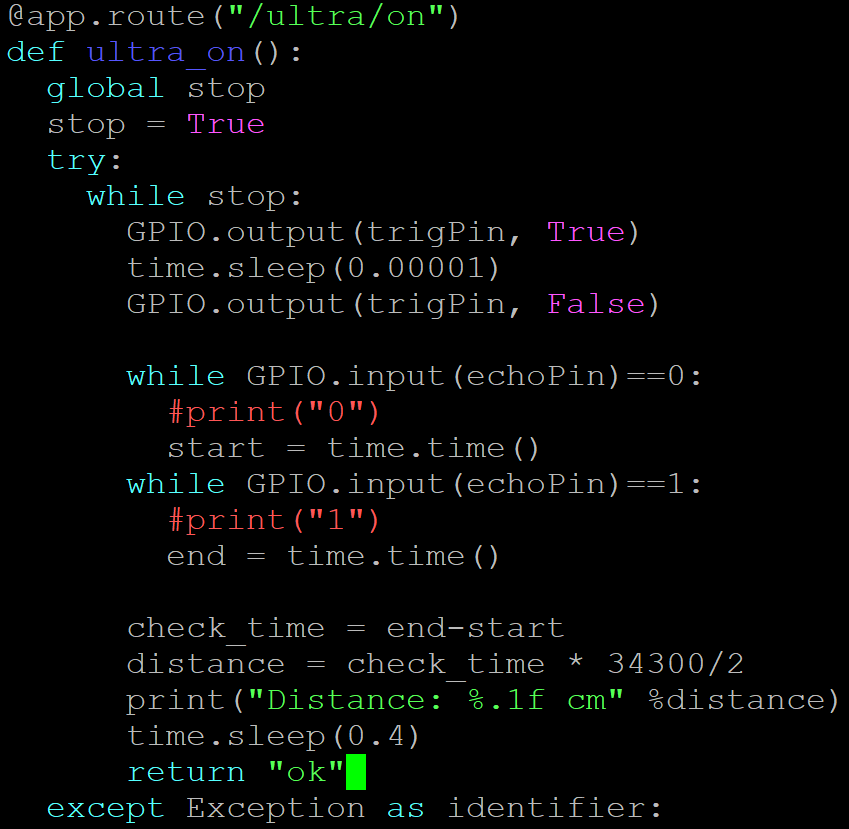 @app.route("/ultra/on")
def ultra_on():
  global stop
  stop = True
  try:
    while stop:
      GPIO.output(trigPin, True)
      time.sleep(0.00001)
      GPIO.output(trigPin, False)

      while GPIO.input(echoPin)==0:
        #print("0")
        start = time.time()
      while GPIO.input(echoPin)==1:
        #print("1")
        end = time.time()

      check_time = end-start
      distance = check_time * 34300/2
      print("Distance: %.1f cm" %distance)
      time.sleep(0.4)
      return "ok"
  except Exception as identifier: